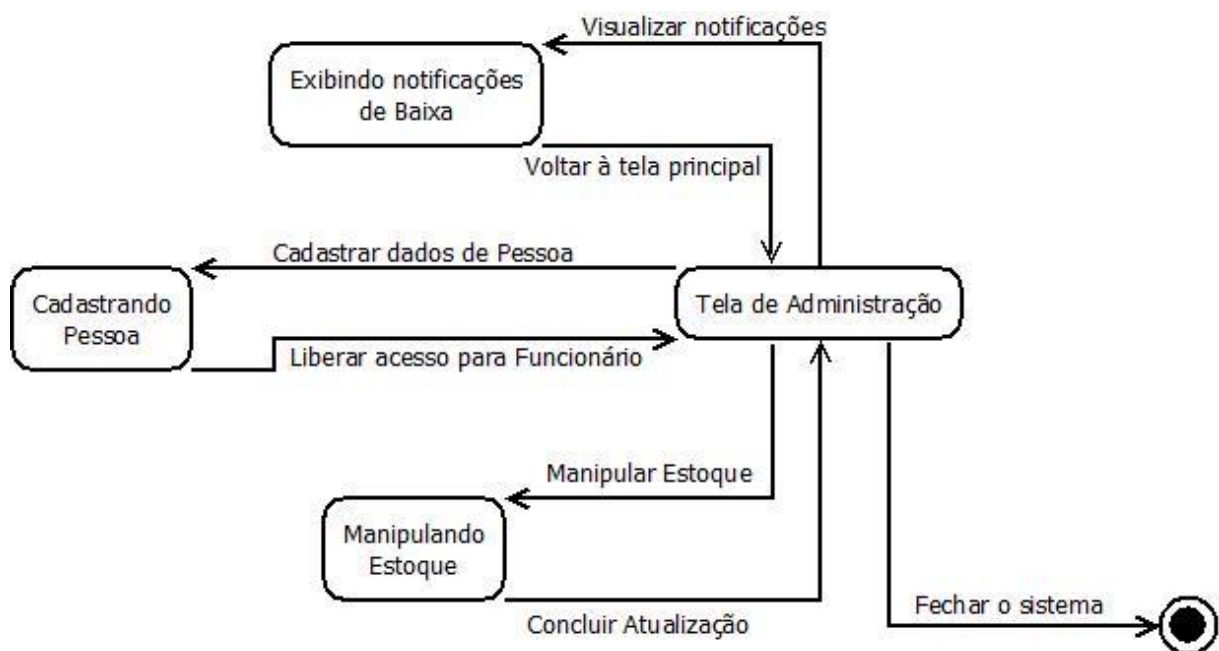 Visualizar notificações
Exibindo notificações
de Baixa
Voltar à tela principal
Cadastrar dados de Pessoa
Cadastrando
Pessoa
Tela de Administração
Liberar acesso para Funcionário
Manipular Estoque
Manipulando
Estoque
Concluir Atualização
Fechar o sistema